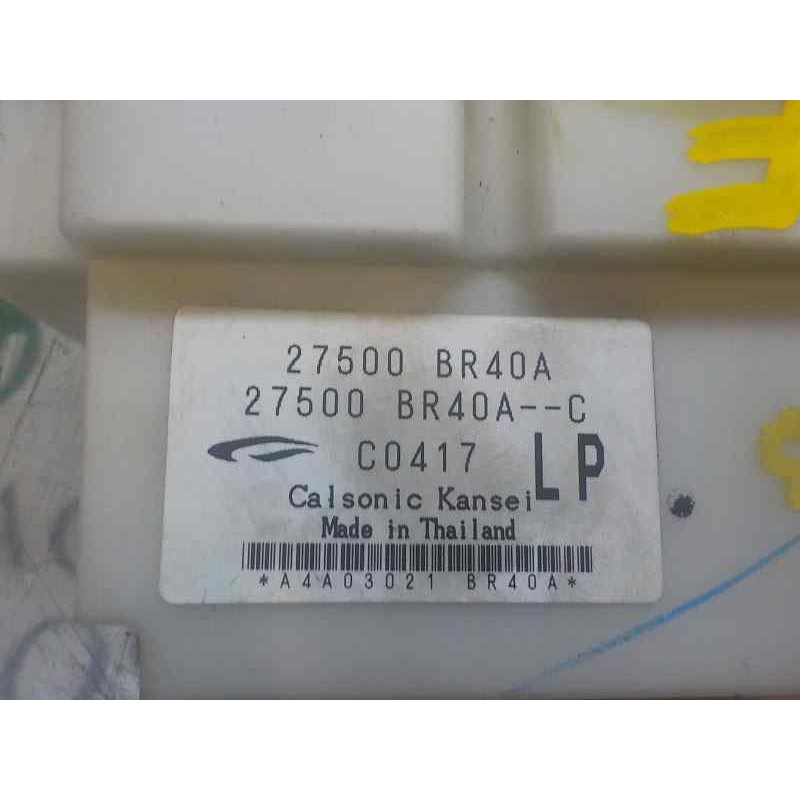 27500 BR40A
27500 BR40A--C
C0417 LP
Calsonic Kansei
Made in Thailand
*A4A03021 BR40A*